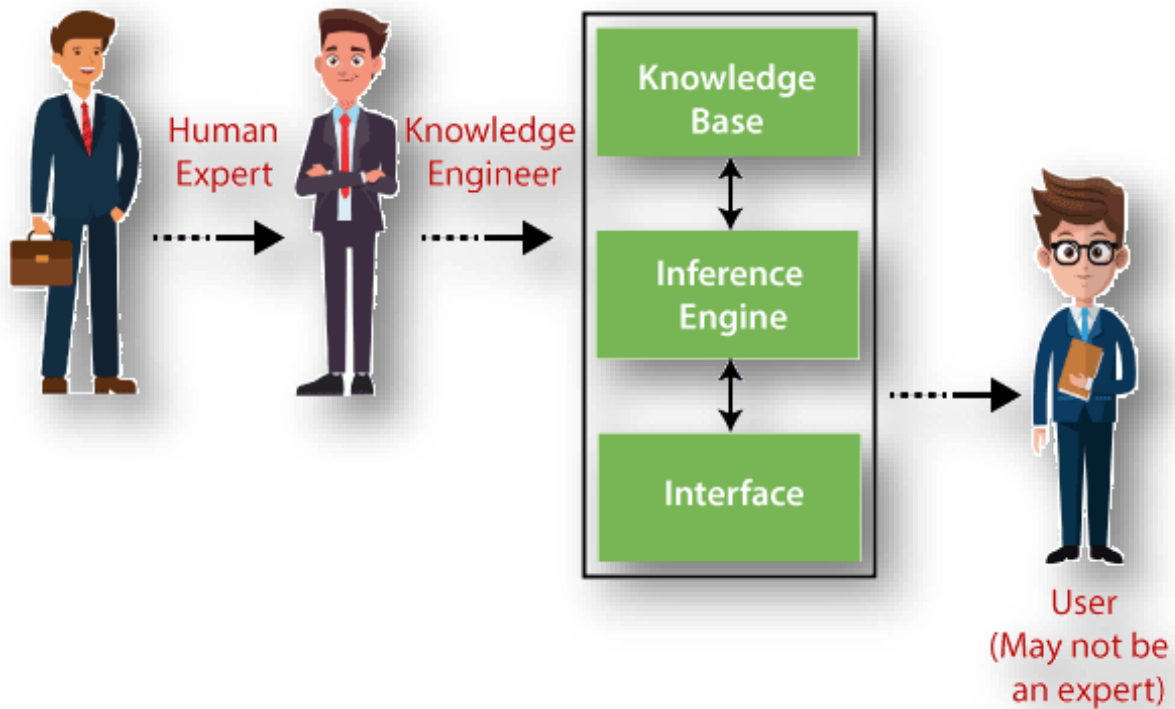 Human
Expert
Knowledge
Engineer
Knowledge
Base
Inference
Engine
Interface
User
(May not be
an expert)